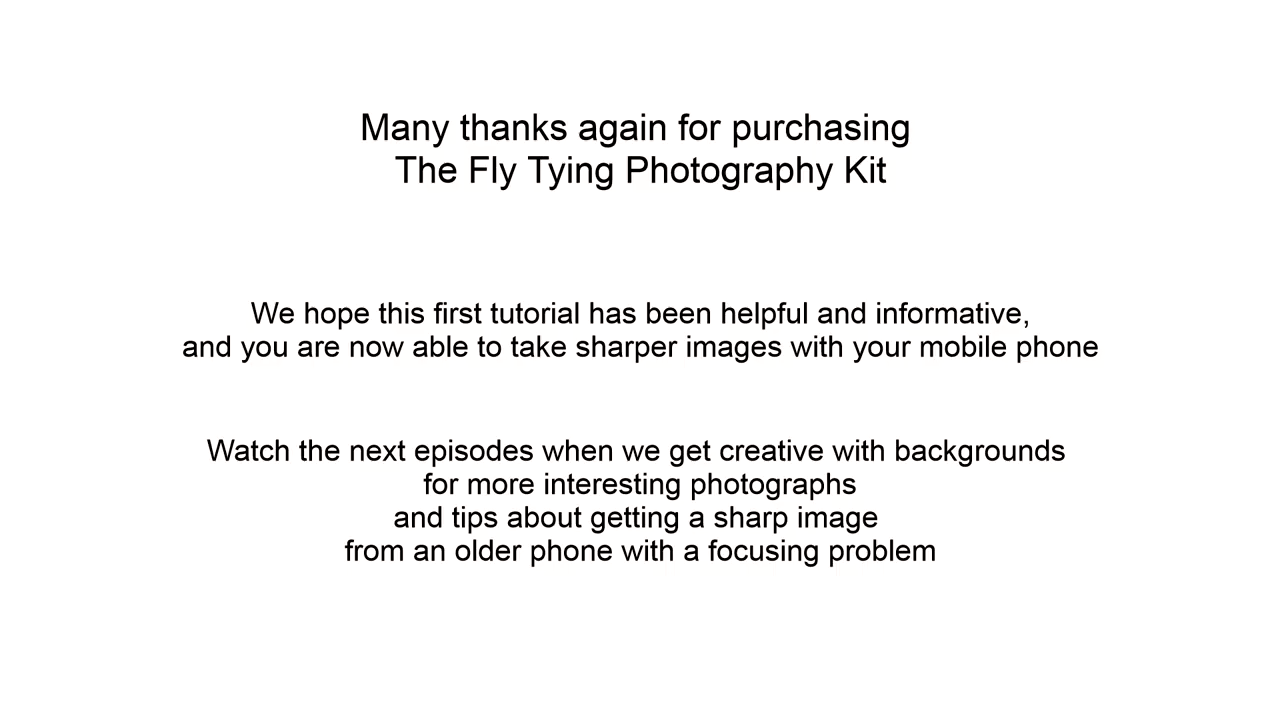 Many thanks again for purchasing
The Fly Tying Photography Kit
We hope this first tutorial has been helpful and informative,
and you are now able to take sharper images with your mobile phone
Watch the next episodes when we get creative with backgrounds
for more interesting photographs
and tips about getting a sharp image
from an older phone with a focusing problem